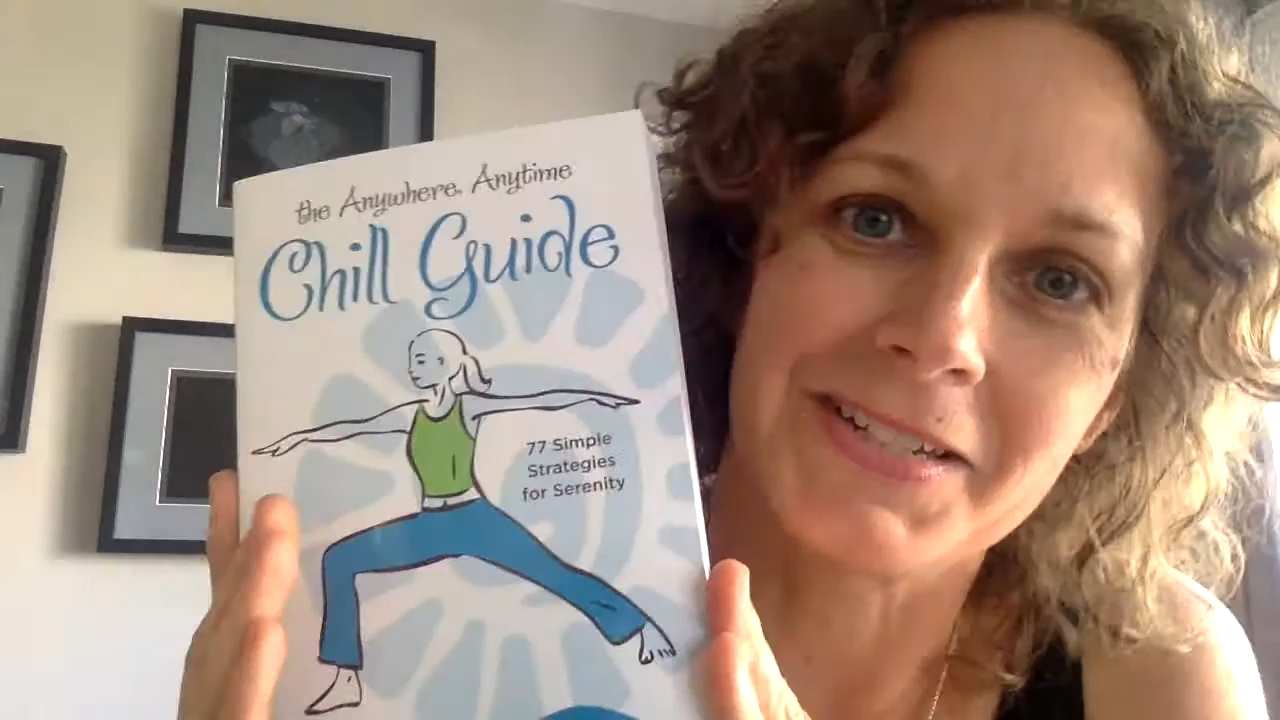 the Anywhere, Anytime
Chill Guide
77 Simple
Strategies
for Serenity